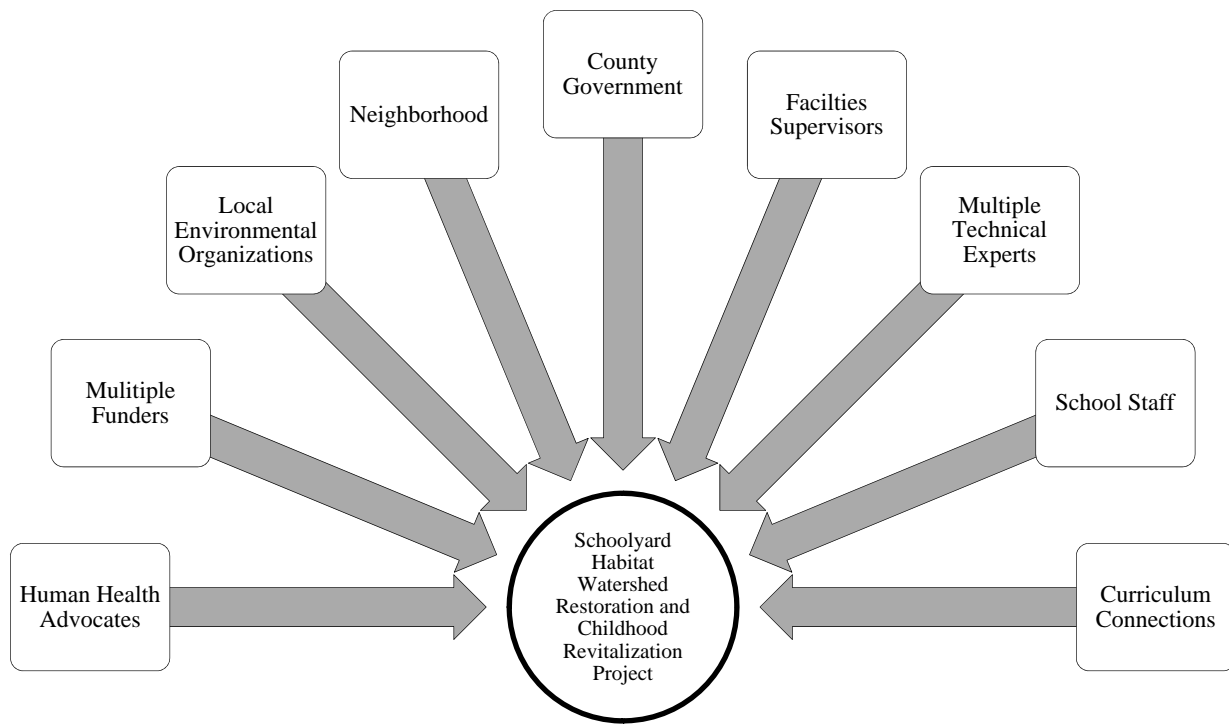 County
Government
Neighborhood
Facilties
Supervisors
Local
Environmental
Organizations
Multiple
Technical
Experts
Mulitiple
Funders
School Staff
Human Health
Advocates
Schoolyard
Habitat
Watershed
Restoration and
Childhood
Revitalization
Project
Curriculum
Connections